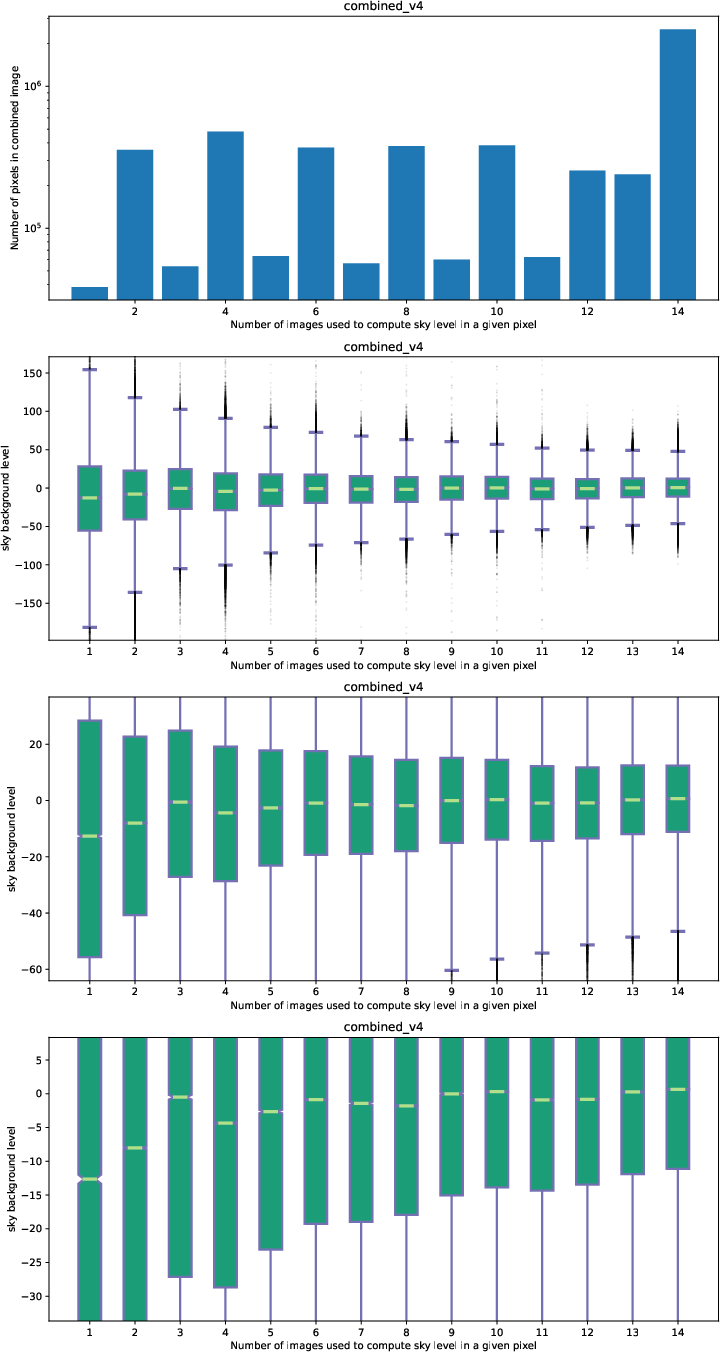 combined_v4
Number of pixels in combined image
10^6
10^5
2 4 6 8 10 12 14
Number of images used to compute sky level in a given pixel
combined_v4
sky background level
150
100
50
0
−50
−100
−150
1 2 3 4 5 6 7 8 9 10 11 12 13 14
Number of images used to compute sky level in a given pixel
combined_v4
sky background level
20
0
−20
−40
−60
1 2 3 4 5 6 7 8 9 10 11 12 13 14
Number of images used to compute sky level in a given pixel
combined_v4
sky background level
5
0
−5
−10
−15
−20
−25
−30
1 2 3 4 5 6 7 8 9 10 11 12 13 14
Number of images used to compute sky level in a given pixel